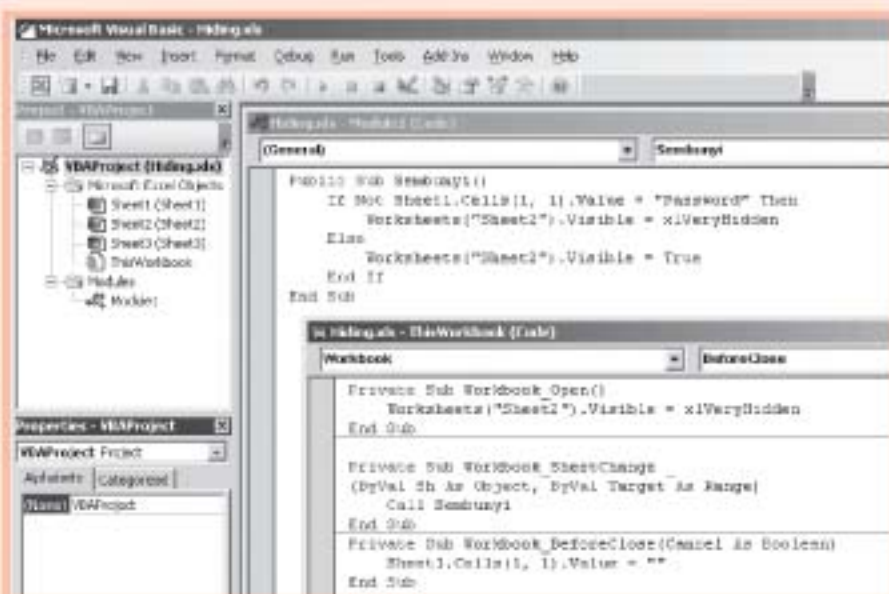 Microsoft Visual Basic - Hiding.xls
File Edit View Insert Format Debug Run Tools Add-Ins Window Help
Project - VBAProject
VBAProject (Hiding.xls)
Microsoft Excel Objects
Sheet1 (Sheet1)
Sheet2 (Sheet2)
Sheet3 (Sheet3)
ThisWorkbook
Modules
Module1
Properties - VBAProject
VBAProject Project
Alphabetic Categorized
(Name) VBAProject
Hiding.xls - Module1 (Code)
(General) Sembunyi
Public Sub Sembunyi()
If Not Sheet1.Cells(1, 1).Value = "Password" Then
Worksheets("Sheet2").Visible = xlVeryHidden
Else
Worksheets("Sheet2").Visible = True
End If
End Sub
Hiding.xls - ThisWorkbook (Code)
Workbook BeforeClose
Private Sub Workbook_Open()
Worksheets("Sheet2").Visible = xlVeryHidden
End Sub
Private Sub Workbook_SheetChange _
(ByVal Sh As Object, ByVal Target As Range)
Call Sembunyi
End Sub
Private Sub Workbook_BeforeClose(Cancel As Boolean)
Sheet1.Cells(1, 1).Value = ""
End Sub